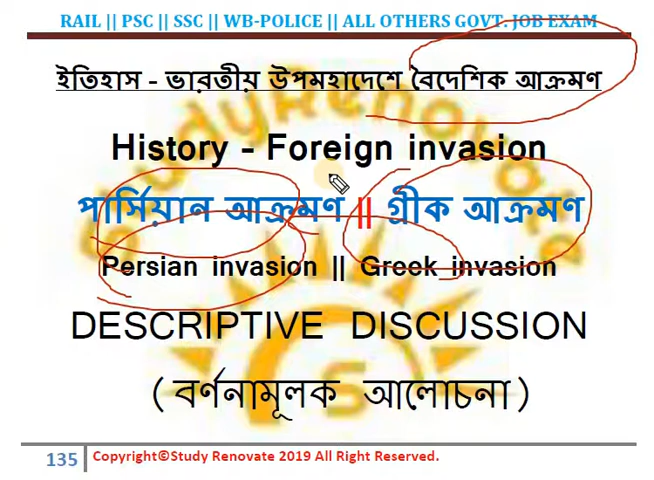 RAIL || PSC || SSC || WB-POLICE || ALL OTHERS GOVT. JOB EXAM
ইতিহাস - ভারতীয় উপমহাদেশে বৈদেশিক আক্রমণ
History - Foreign invasion
পার্সিয়ান আক্রমণ || গ্রীক আক্রমণ
Persian invasion || Greek invasion
DESCRIPTIVE DISCUSSION
(বর্ণনামূলক আলোচনা)
StudyRenovate
S
135 Copyright©Study Renovate 2019 All Right Reserved.